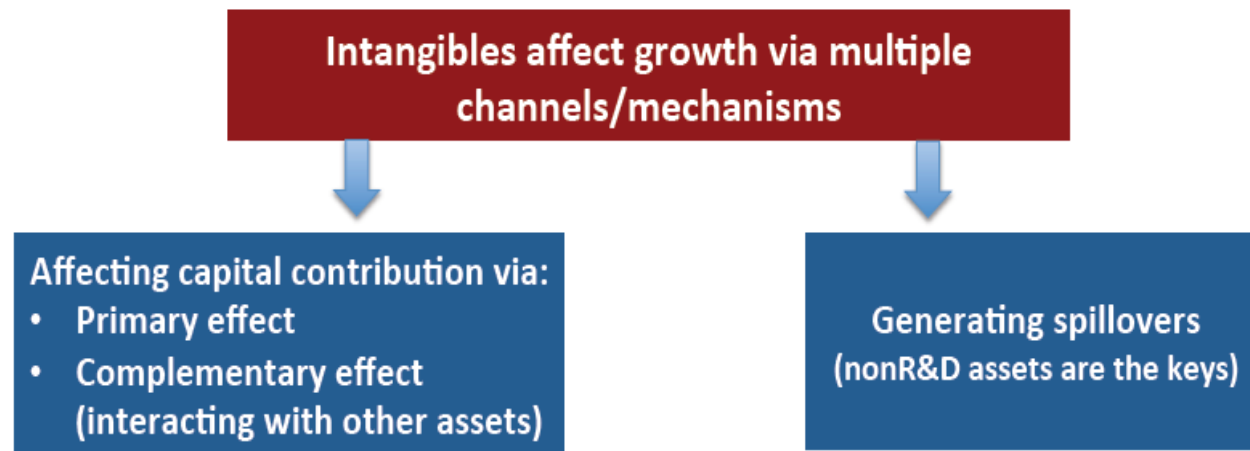 Intangibles affect growth via multiple
channels/mechanisms
Affecting capital contribution via:
• Primary effect
• Complementary effect
(interacting with other assets)
Generating spillovers
(nonR&D assets are the keys)